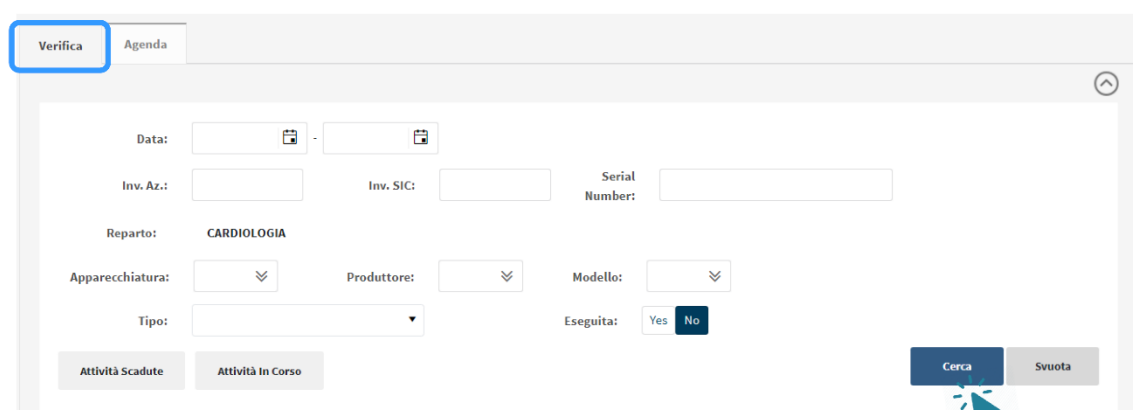 Verifica Agenda
Data: -
Inv. Az.: Inv. SIC: Serial Number:
Reparto: CARDIOLOGIA
Apparecchiatura: Produttore: Modello:
Tipo: Eseguita: Yes No
Attività Scadute Attività In Corso Cerca Svuota